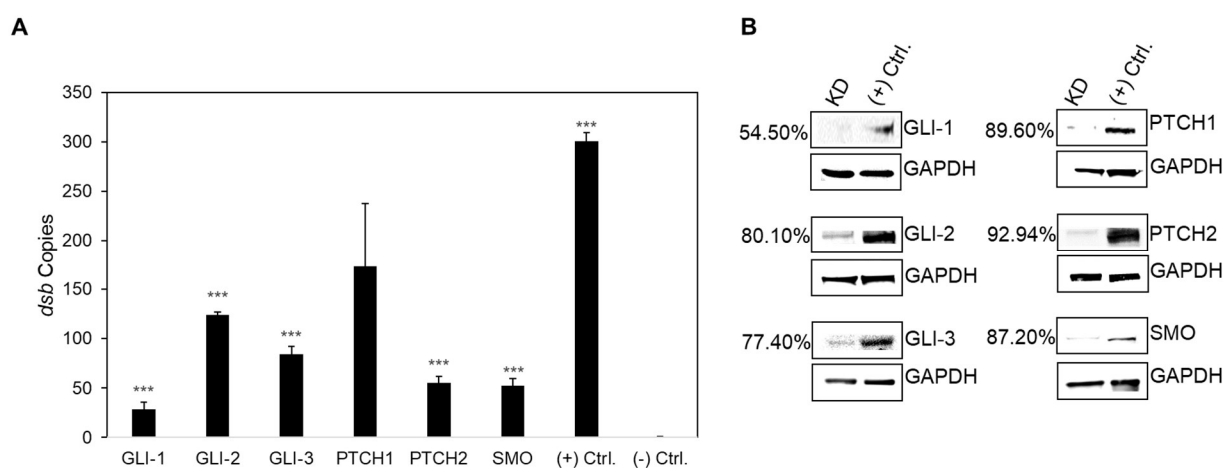 A
350
300
250
200
150
100
50
0
dsb Copies
***
***
***
***
***
***
GLI-1 GLI-2 GLI-3 PTCH1 PTCH2 SMO (+) Ctrl. (-) Ctrl.
B
KD (+) Ctrl.
54.50% GLI-1
GAPDH
80.10% GLI-2
GAPDH
77.40% GLI-3
GAPDH
KD (+) Ctrl.
89.60% PTCH1
GAPDH
92.94% PTCH2
GAPDH
87.20% SMO
GAPDH